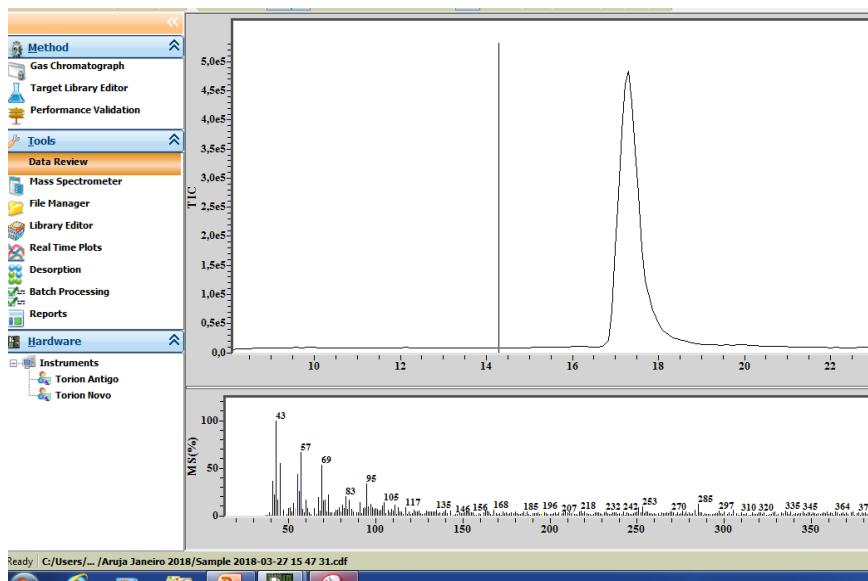 «
Method
Gas Chromatograph
Target Library Editor
Performance Validation
Tools
Data Review
Mass Spectrometer
File Manager
Library Editor
Real Time Plots
Desorption
Batch Processing
Reports
Hardware
Instruments
Torion Antigo
Torion Novo
TIC
5,0e5
4,5e5
4,0e5
3,5e5
3,0e5
2,5e5
2,0e5
1,5e5
1,0e5
0,5e5
0,0
10 12 14 16 18 20 22
MS(%)
100
50
0
43 57 69 83 95 105 117 135 146 156 168 185 196 207 218 232 242 253 270 285 297 310 320 335 345 364 37
50 100 150 200 250 300 350
Ready C:/Users/... /Aruja Janeiro 2018/Sample 2018-03-27 15 47 31.cdf